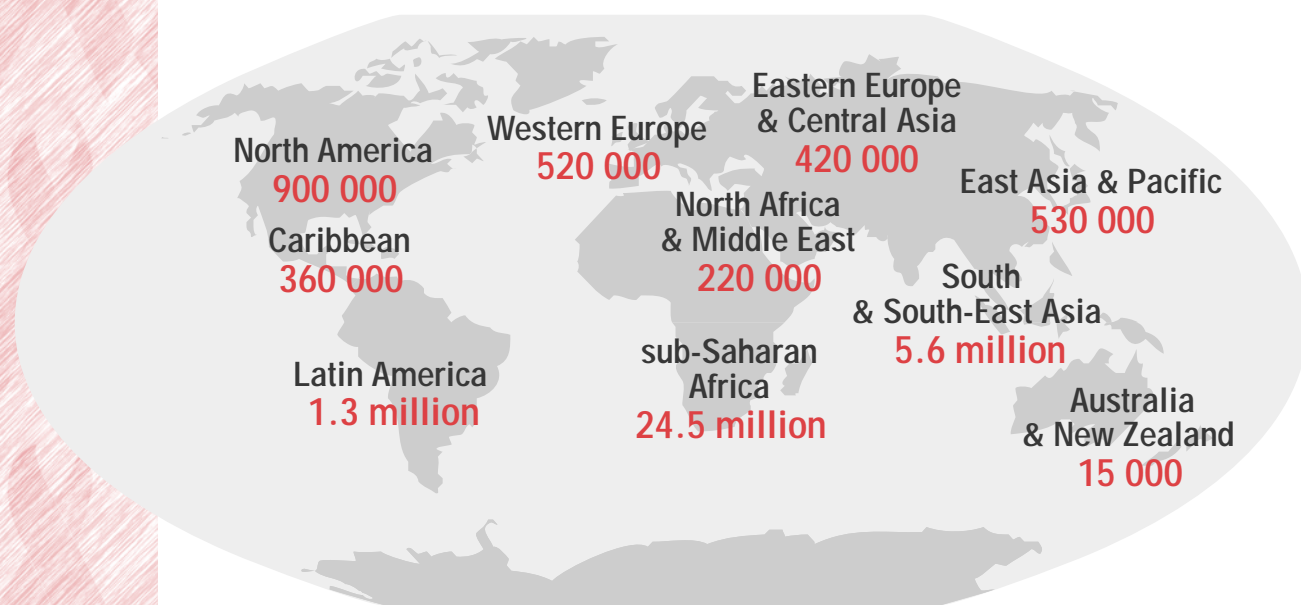 North America
900 000
Caribbean
360 000
Latin America
1.3 million
Western Europe
520 000
Eastern Europe
& Central Asia
420 000
North Africa
& Middle East
220 000
sub-Saharan
Africa
24.5 million
East Asia & Pacific
530 000
South
& South-East Asia
5.6 million
Australia
& New Zealand
15 000